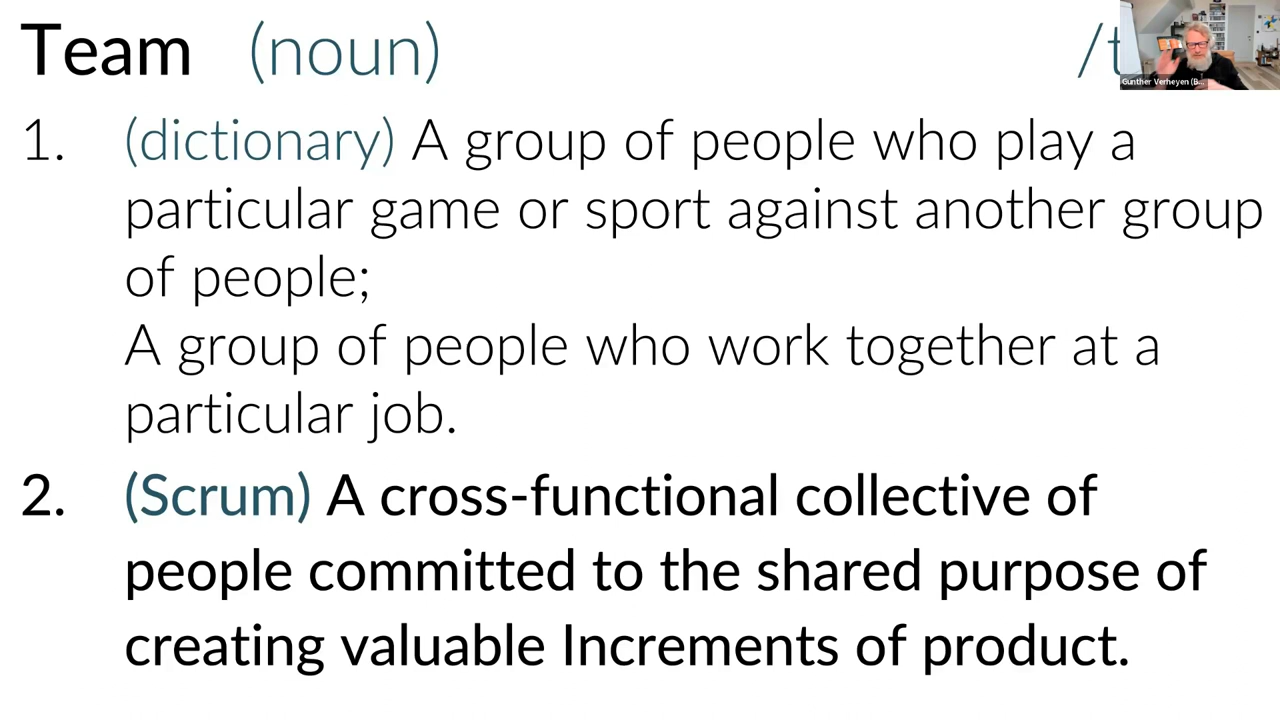 Team (noun) /t
Gunther Verheyen (B...
1. (dictionary) A group of people who play a
particular game or sport against another group
of people;
A group of people who work together at a
particular job.
2. (Scrum) A cross-functional collective of
people committed to the shared purpose of
creating valuable Increments of product.